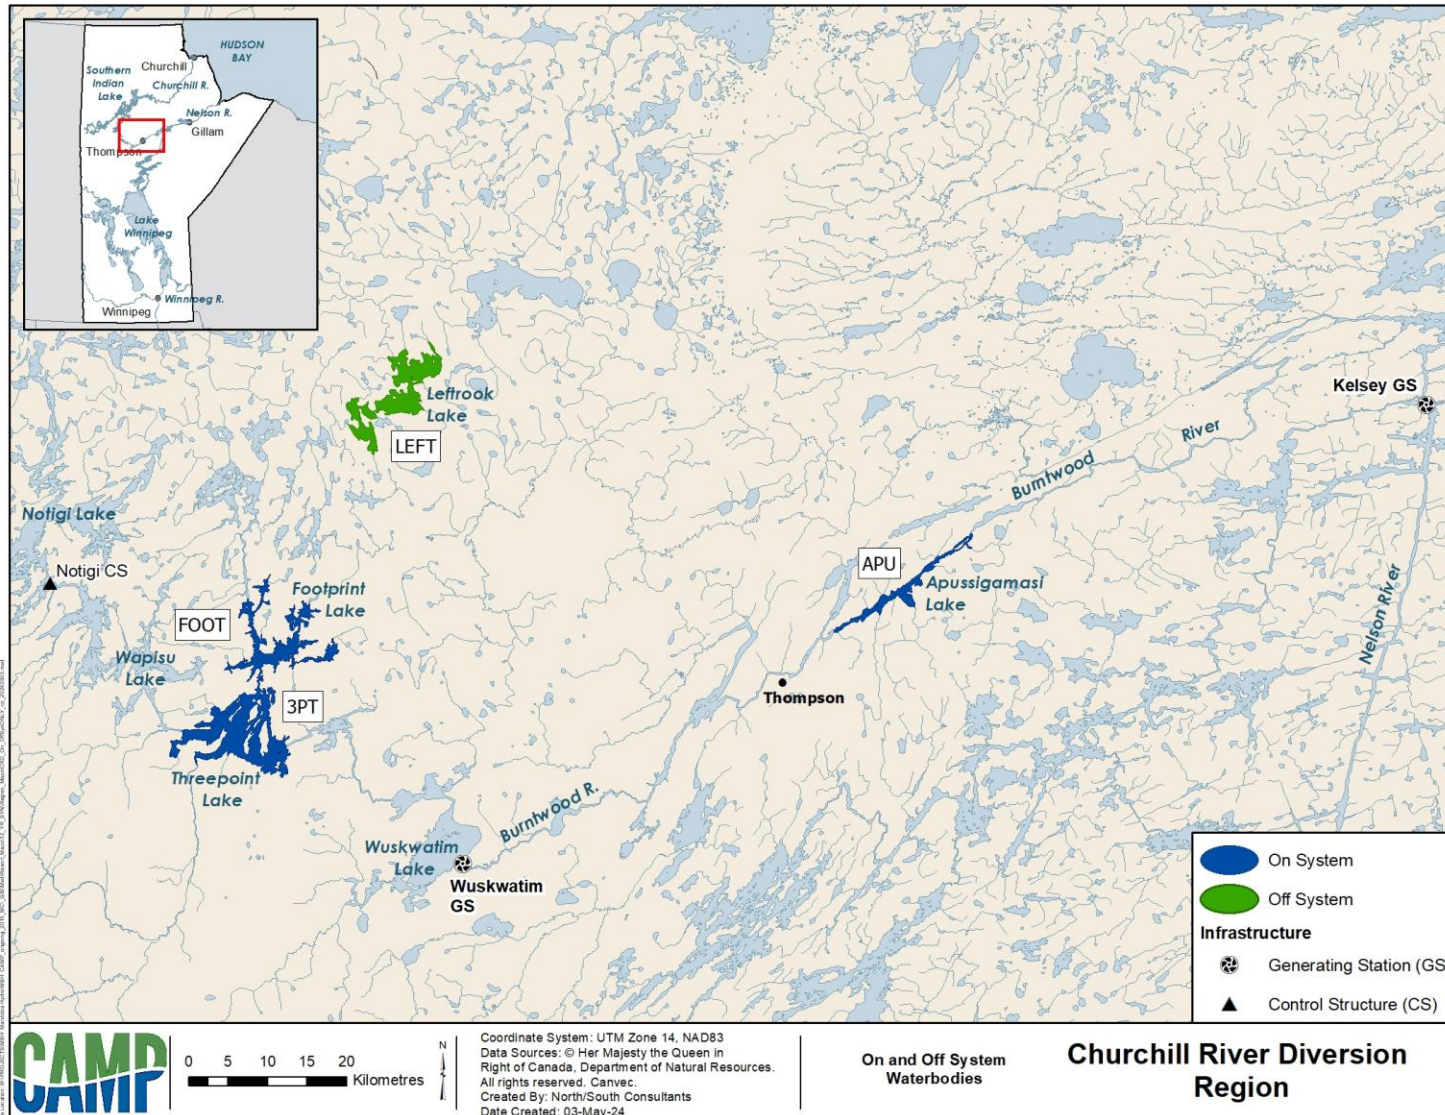 HUDSON
BAY
Churchill
Southern
Indian
Lake
Churchill R.
Nelson R.
Gillam
Thompson
Lake
Winnipeg
Winnipeg R.
Winnipeg
Leftrook
Lake
LEFT
Kelsey GS
River
Burntwood
Notigi Lake
Notigi CS
APU
Apussigamasi
Lake
Footprint
Lake
FOOT
Nelson River
Wapisu
Lake
3PT
Thompson
Threepoint
Lake
Burntwood R.
Wuskwatim
Lake
Wuskwatim
GS
On System
Off System
Infrastructure
Generating Station (GS
Control Structure (CS)
CAMP
0 5 10 15 20
Kilometres
N
Coordinate System: UTM Zone 14, NAD83
Data Sources: © Her Majesty the Queen in
Right of Canada, Department of Natural Resources.
All rights reserved. Canvec.
Created By: North/South Consultants
Date Created: 03-May-24
On and Off System
Waterbodies
Churchill River Diversion
Region